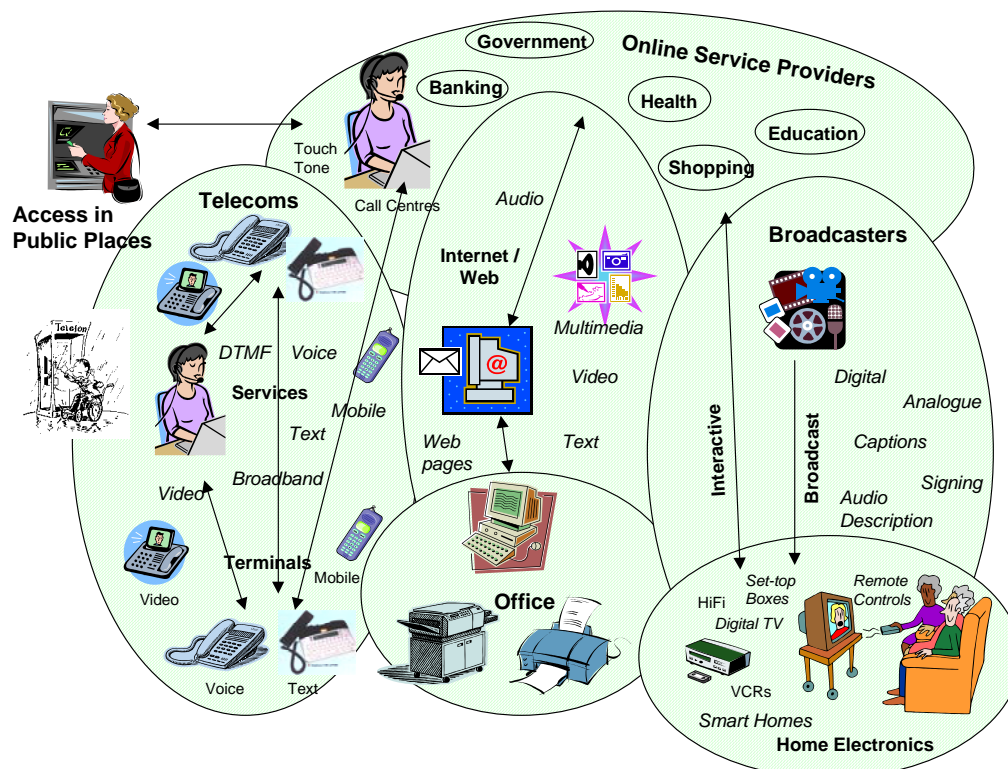 Government
Online Service Providers
Banking
Health
Education
Shopping
Touch
Tone
Call Centres
Access in
Public Places
Telecoms
Audio
Internet /
Web
Broadcasters
Multimedia
Telefon
DTMF
Voice
Services
Mobile
Text
Video
@
Web
pages
Text
Broadband
Video
Digital
Analogue
Captions
Signing
Audio
Description
Interactive
Broadcast
Terminals
Mobile
Video
Voice
Text
Office
HiFi
Set-top
Boxes
Remote
Controls
Digital TV
VCRs
Smart Homes
Home Electronics